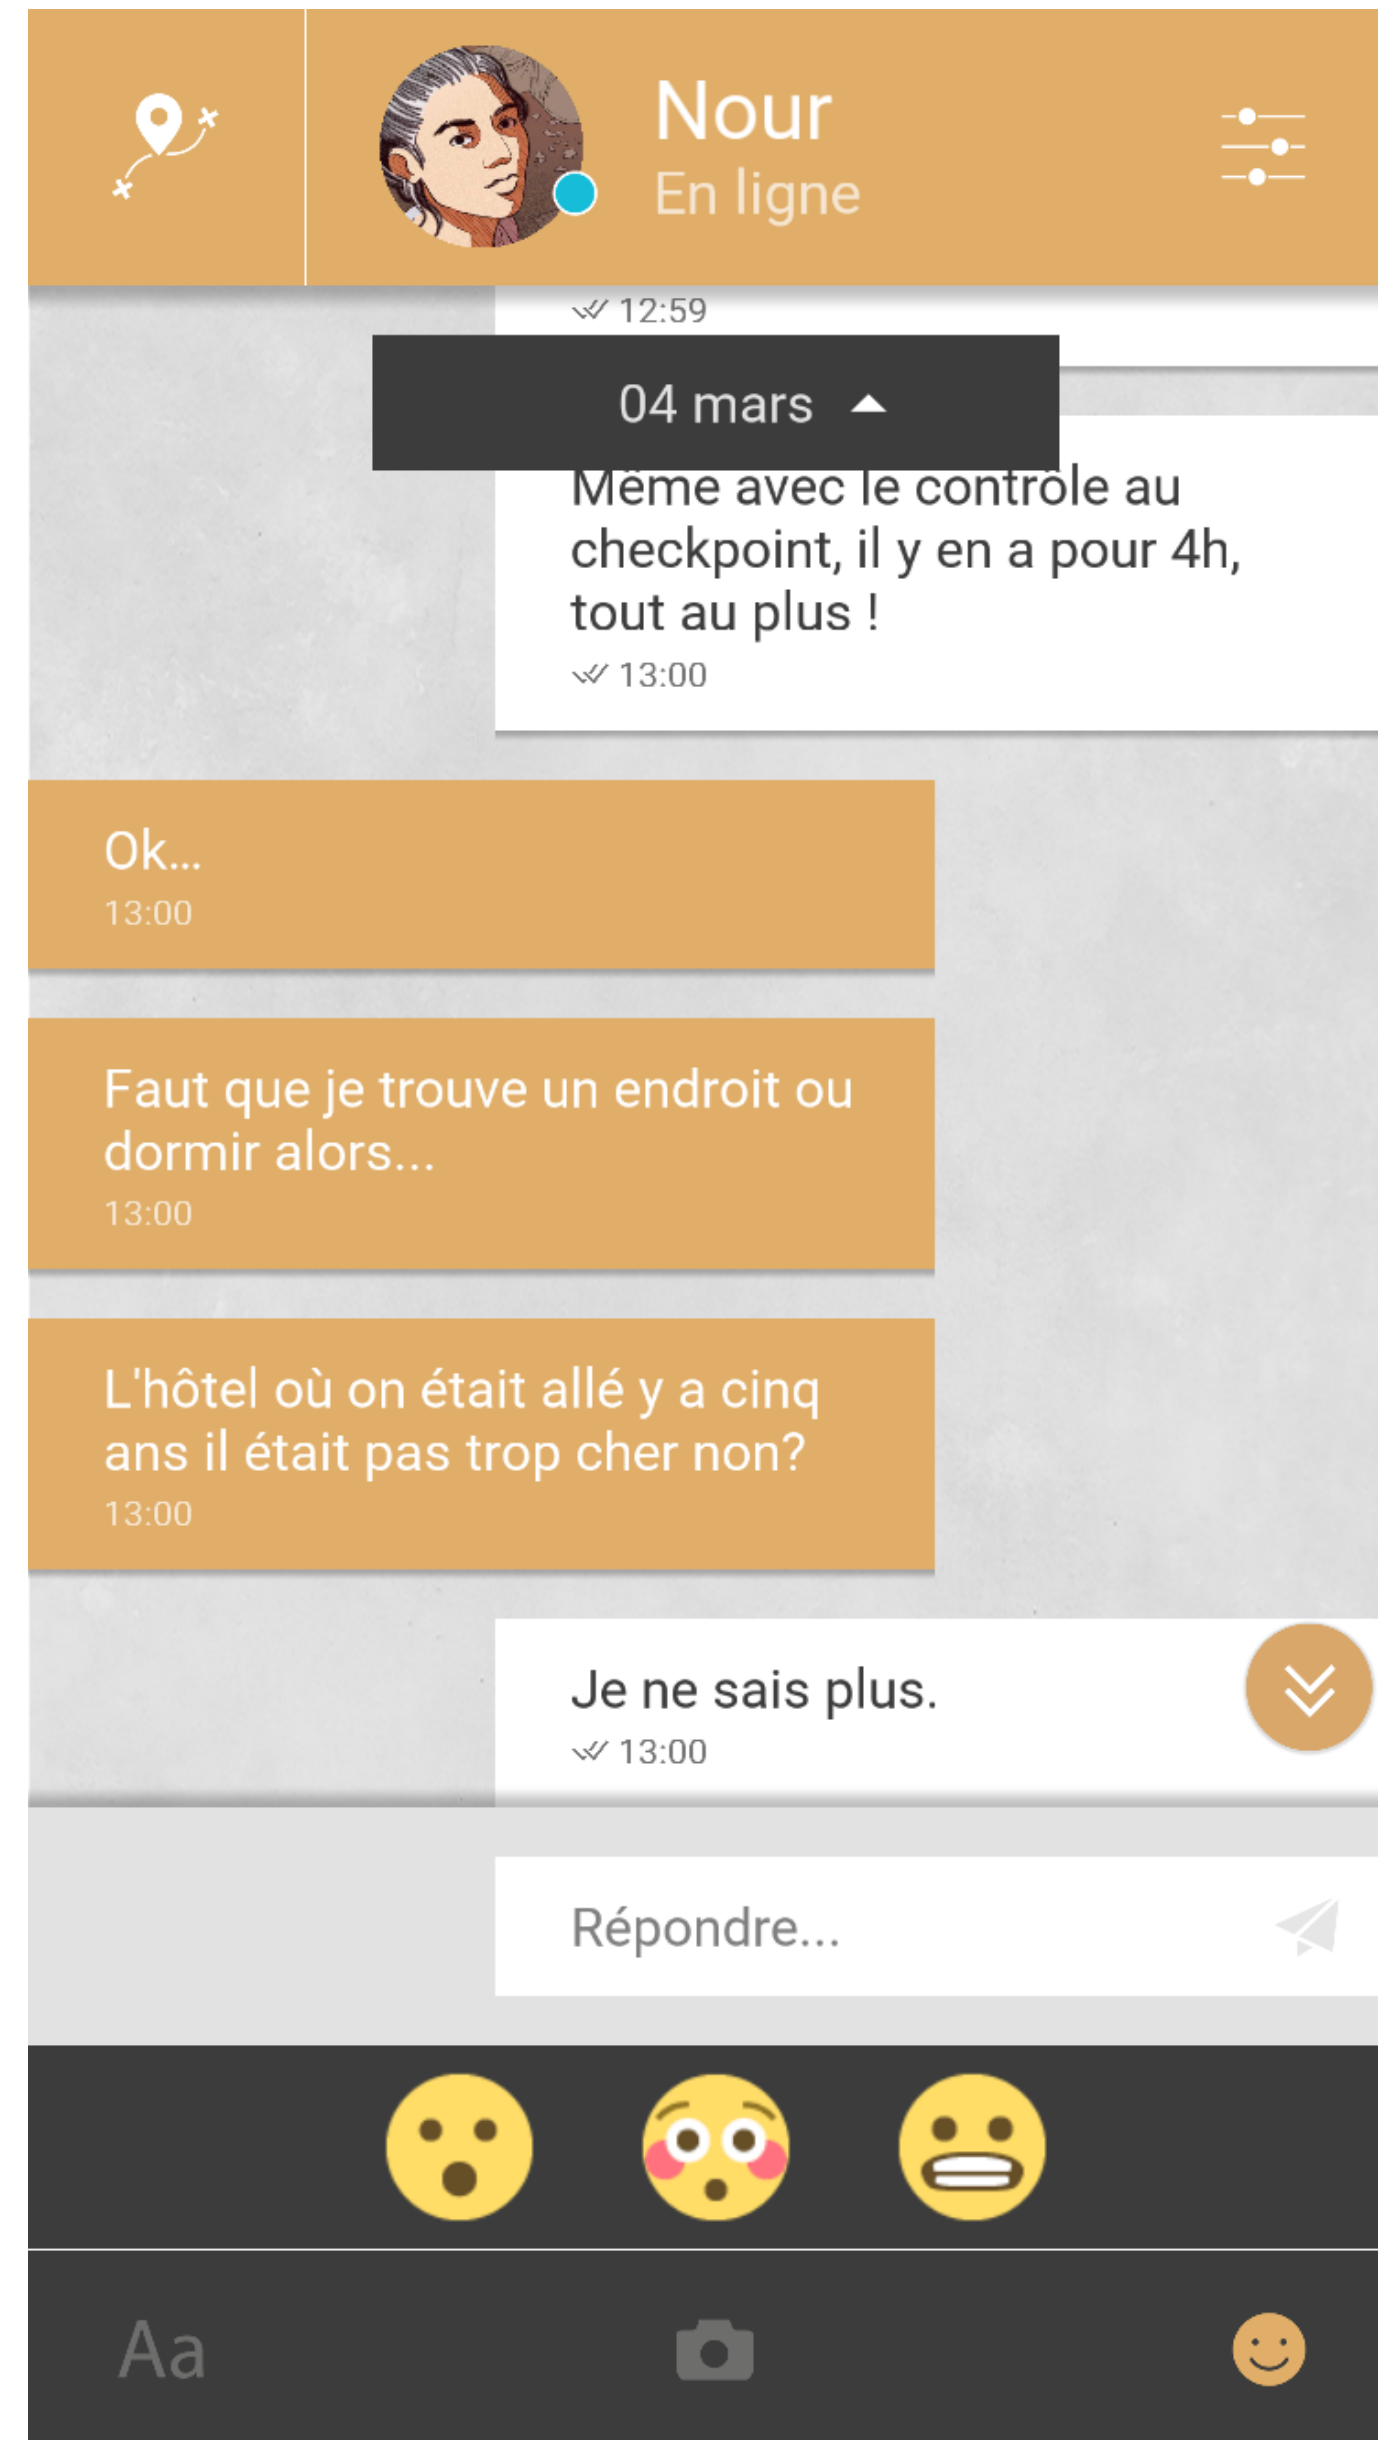 Nour
En ligne
12:59
04 mars
Même avec le contrôle au
checkpoint, il y en a pour 4h,
tout au plus !
13:00
Ok...
13:00
Faut que je trouve un endroit ou
dormir alors...
13:00
L'hôtel où on était allé y a cinq
ans il était pas trop cher non?
13:00
Je ne sais plus.
13:00
Répondre...
Aa